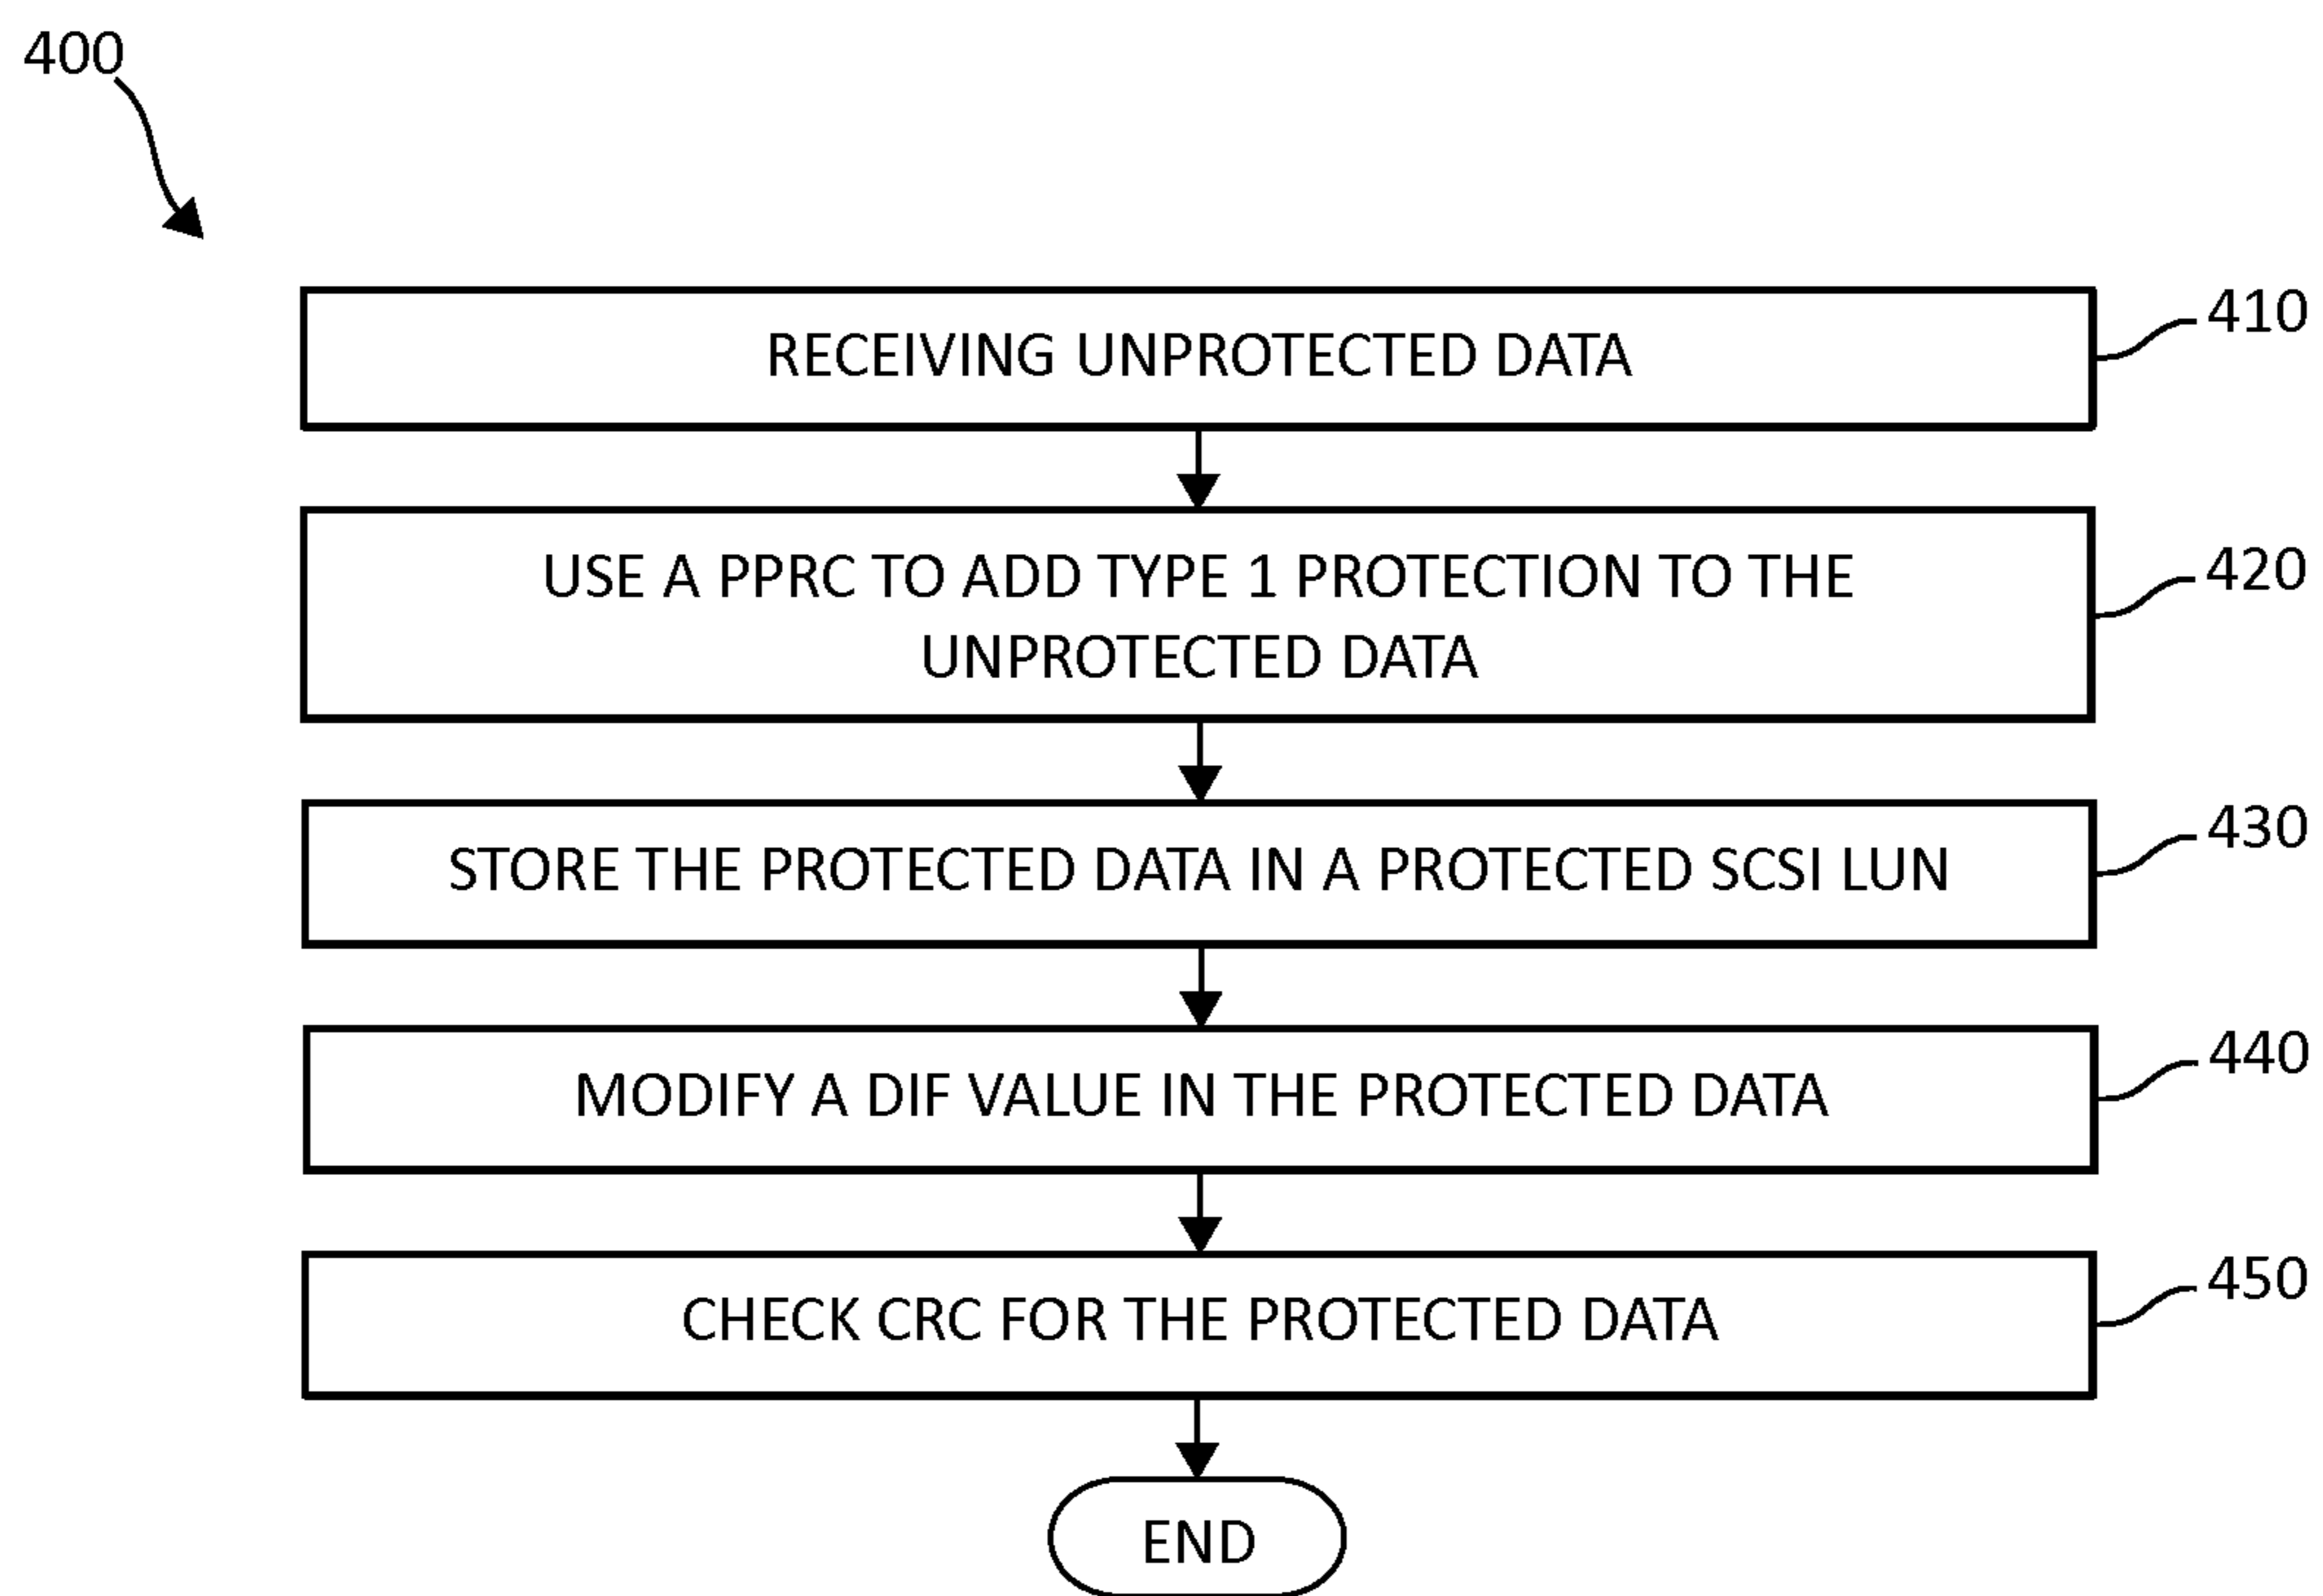 400
RECEIVING UNPROTECTED DATA
410
USE A PPRC TO ADD TYPE 1 PROTECTION TO THE
UNPROTECTED DATA
420
STORE THE PROTECTED DATA IN A PROTECTED SCSI LUN
430
MODIFY A DIF VALUE IN THE PROTECTED DATA
440
CHECK CRC FOR THE PROTECTED DATA
450
END